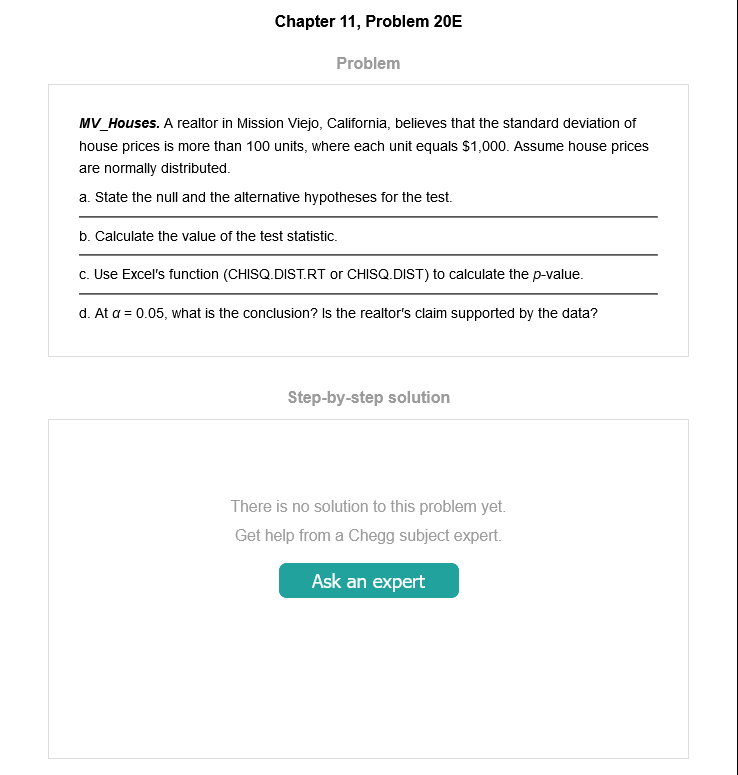 Chapter 11, Problem 20E
Problem
MV_Houses. A realtor in Mission Viejo, California, believes that the standard deviation of
house prices is more than 100 units, where each unit equals $1,000. Assume house prices
are normally distributed.
a. State the null and the alternative hypotheses for the test.
b. Calculate the value of the test statistic.
c. Use Excel's function (CHISQ.DIST.RT or CHISQ.DIST) to calculate the p-value.
d. At α = 0.05, what is the conclusion? Is the realtor's claim supported by the data?
Step-by-step solution
There is no solution to this problem yet.
Get help from a Chegg subject expert.
Ask an expert